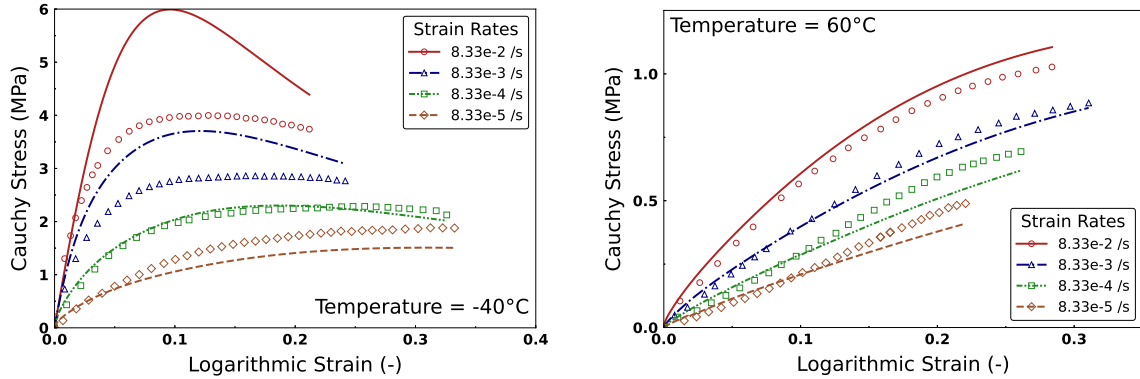 6
5
4
3
2
1
0
0.0
0.1
0.2
0.3
0.4
Cauchy Stress (MPa)
Logarithmic Strain (-)
Strain Rates
8.33e-2 /s
8.33e-3 /s
8.33e-4 /s
8.33e-5 /s
Temperature = -40°C
Temperature = 60°C
1.0
0.5
0.0
0.0
0.1
0.2
0.3
Cauchy Stress (MPa)
Logarithmic Strain (-)
Strain Rates
8.33e-2 /s
8.33e-3 /s
8.33e-4 /s
8.33e-5 /s